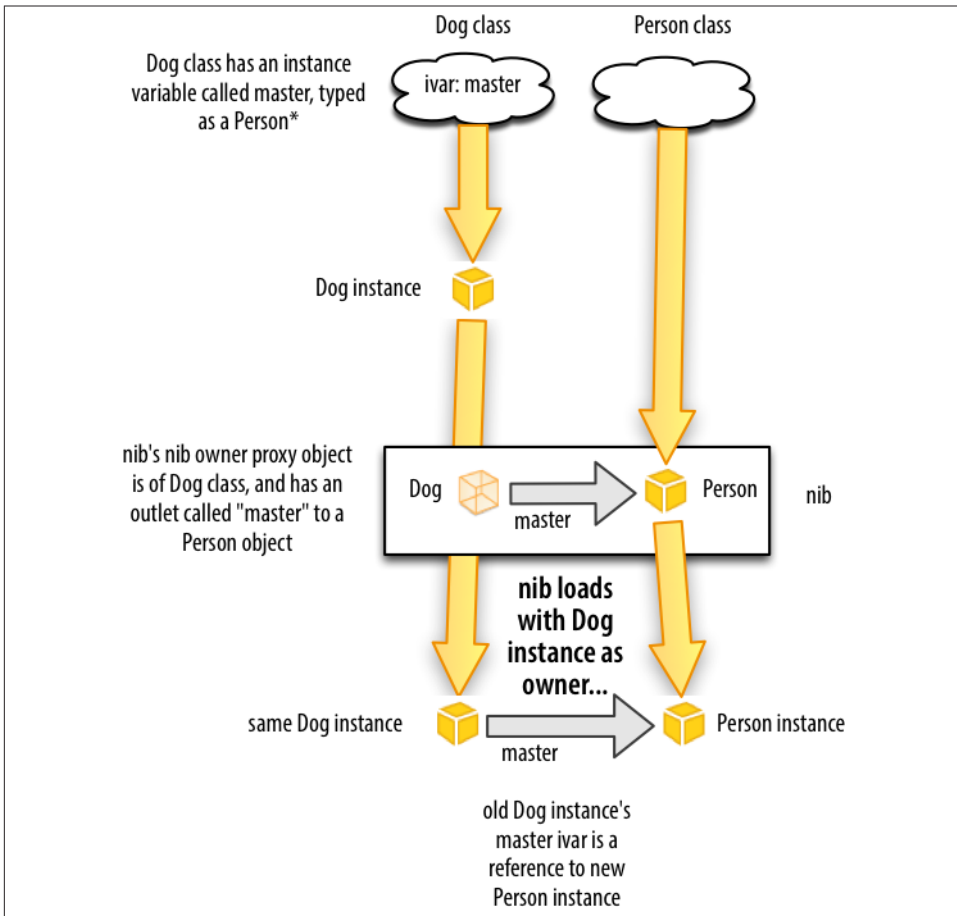 Dog class
Person class
Dog class has an instance
variable called master, typed
as a Person*
ivar: master
Dog instance
nib's nib owner proxy object
is of Dog class, and has an
outlet called "master" to a
Person object
Dog
master
Person
nib
nib loads
with Dog
instance as
owner...
same Dog instance
master
Person instance
old Dog instance's
master ivar is a
reference to new
Person instance